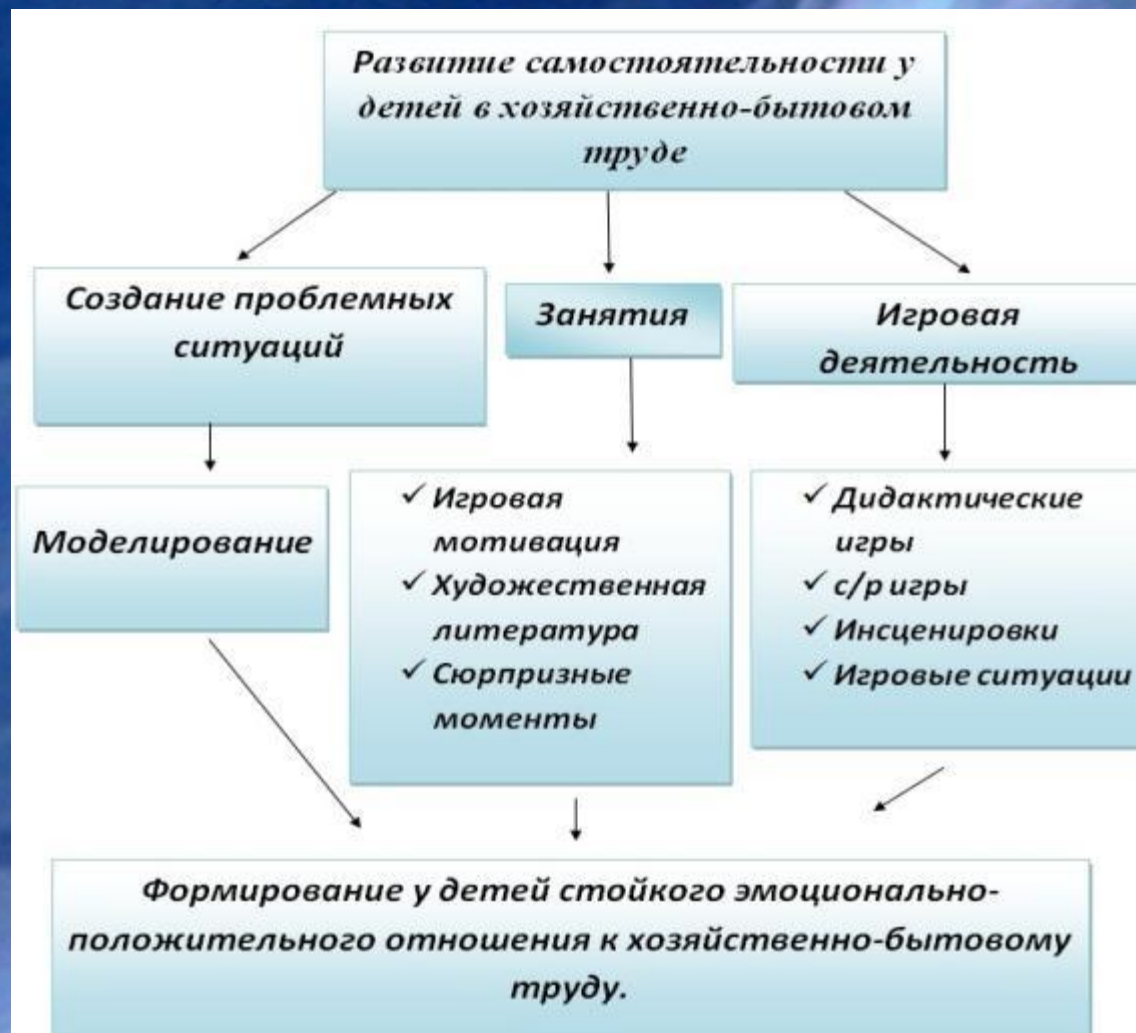 Развитие самостоятельности у
детей в хозяйственно-бытовом
труде
Создание проблемных
ситуаций
Занятия
Игровая
деятельность
Моделирование
✓ Игровая
мотивация
✓ Художественная
литература
✓ Сюрпризные
моменты
✓ Дидактические
игры
✓ с/р игры
✓ Инсценировки
✓ Игровые ситуации
Формирование у детей стойкого эмоционально-
положительного отношения к хозяйственно-бытовому
труду.